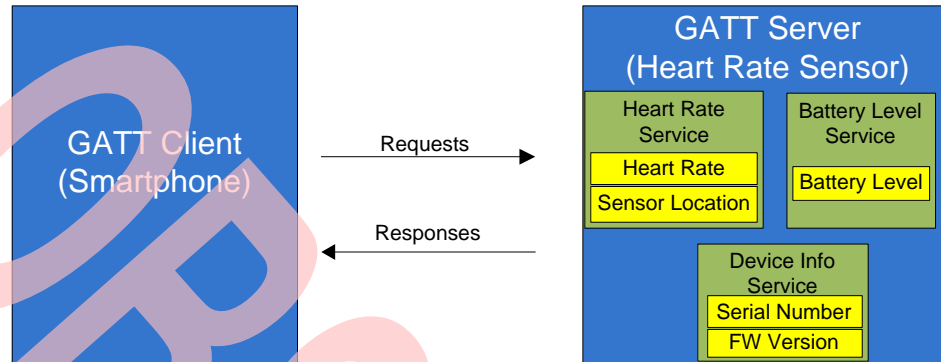 GATT Client
(Smartphone)
Requests
Responses
GATT Server
(Heart Rate Sensor)
Heart Rate
Service
Heart Rate
Sensor Location
Battery Level
Service
Battery Level
Device Info
Service
Serial Number
FW Version